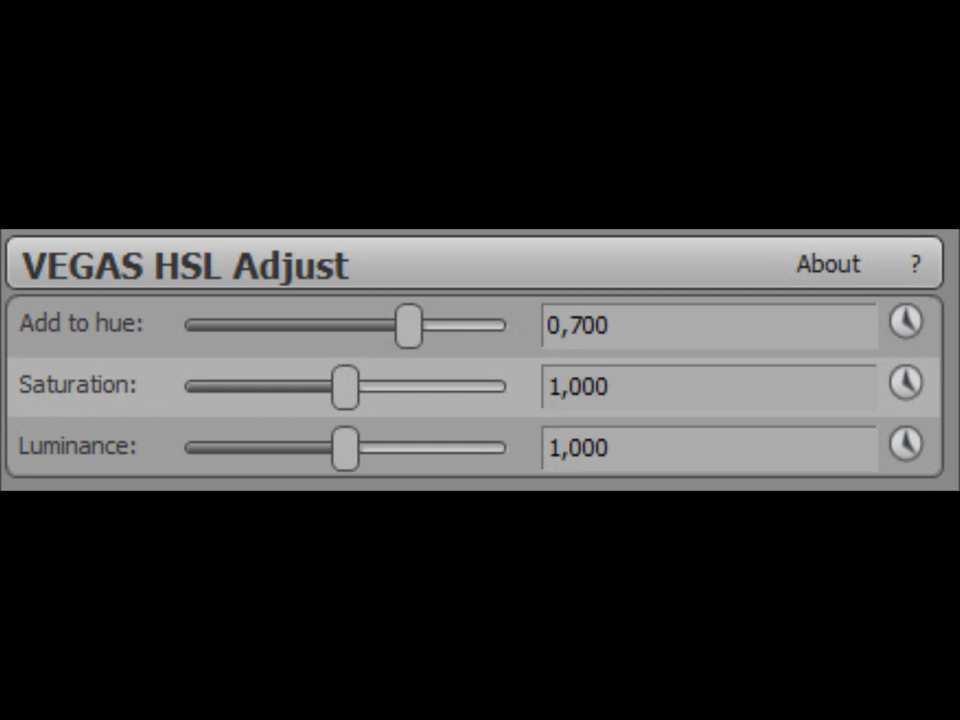 VEGAS HSL Adjust About ?
Add to hue: 0,700
Saturation: 1,000
Luminance: 1,000